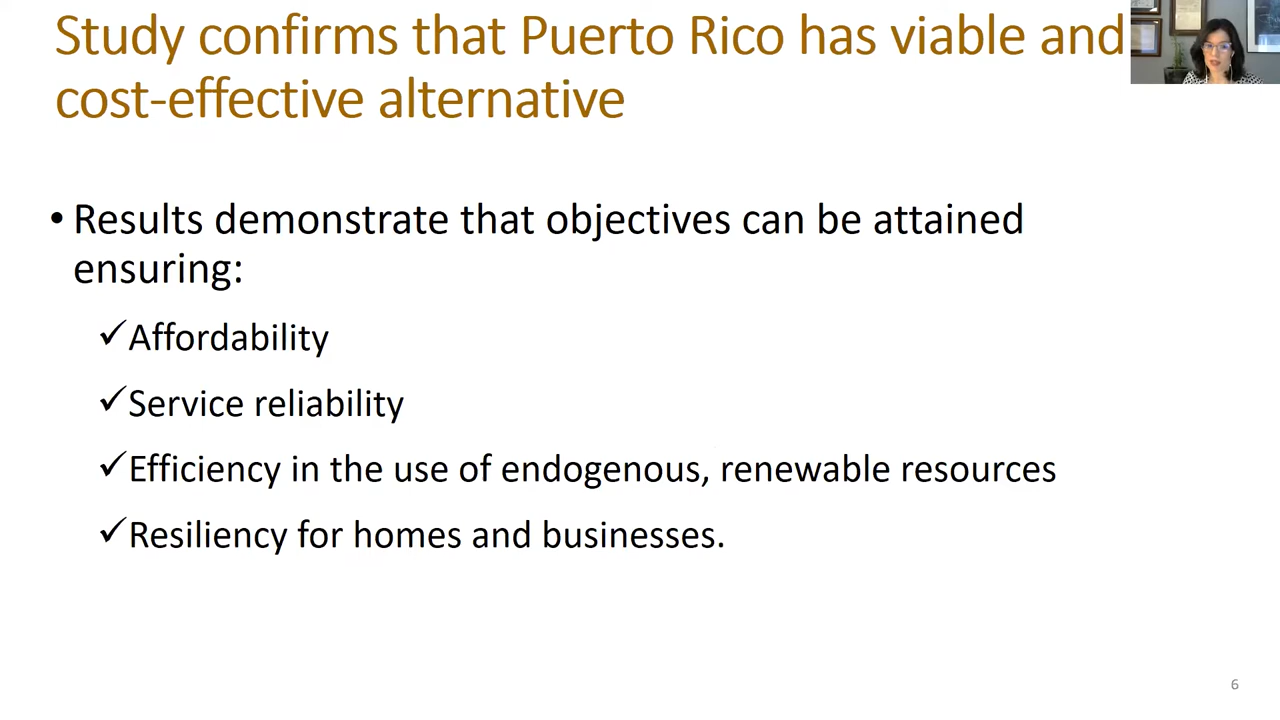 Study confirms that Puerto Rico has viable and
cost-effective alternative
• Results demonstrate that objectives can be attained
ensuring:
✓Affordability
✓Service reliability
✓Efficiency in the use of endogenous, renewable resources
✓Resiliency for homes and businesses.
6